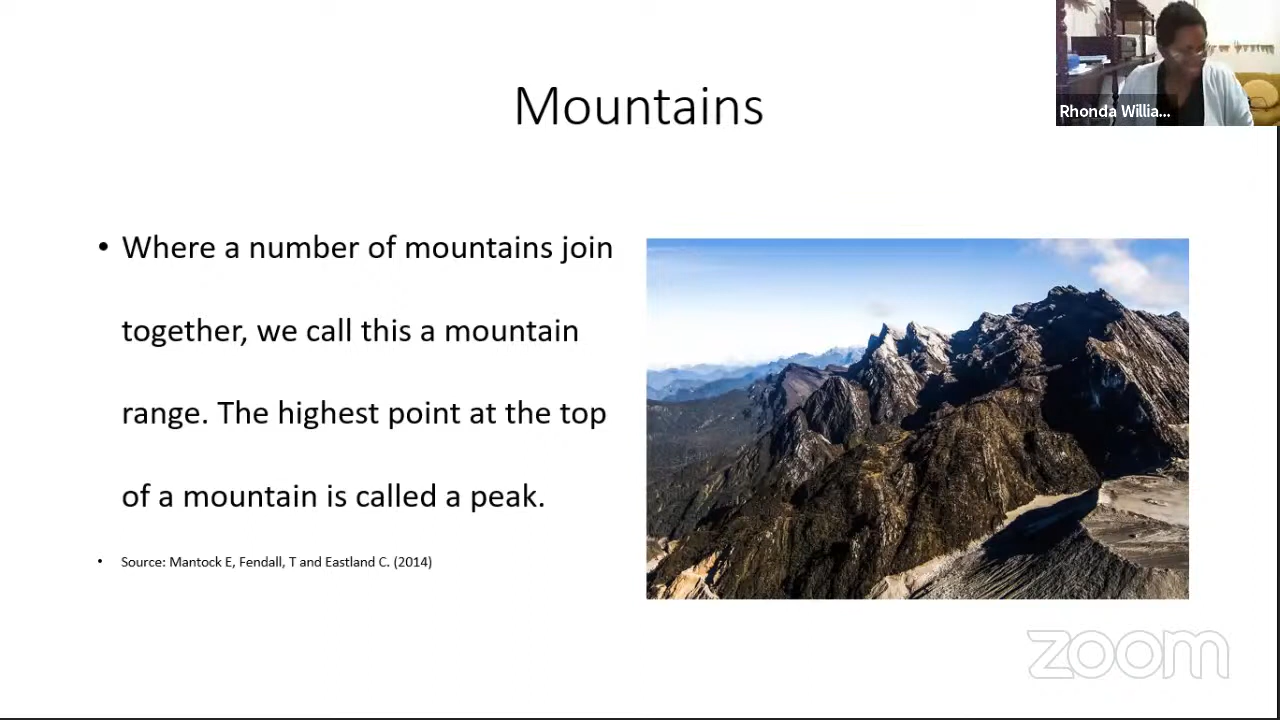 Mountains
Rhonda Willia...
• Where a number of mountains join
together, we call this a mountain
range. The highest point at the top
of a mountain is called a peak.
• Source: Mantock E, Fendall, T and Eastland C. (2014)
zoom